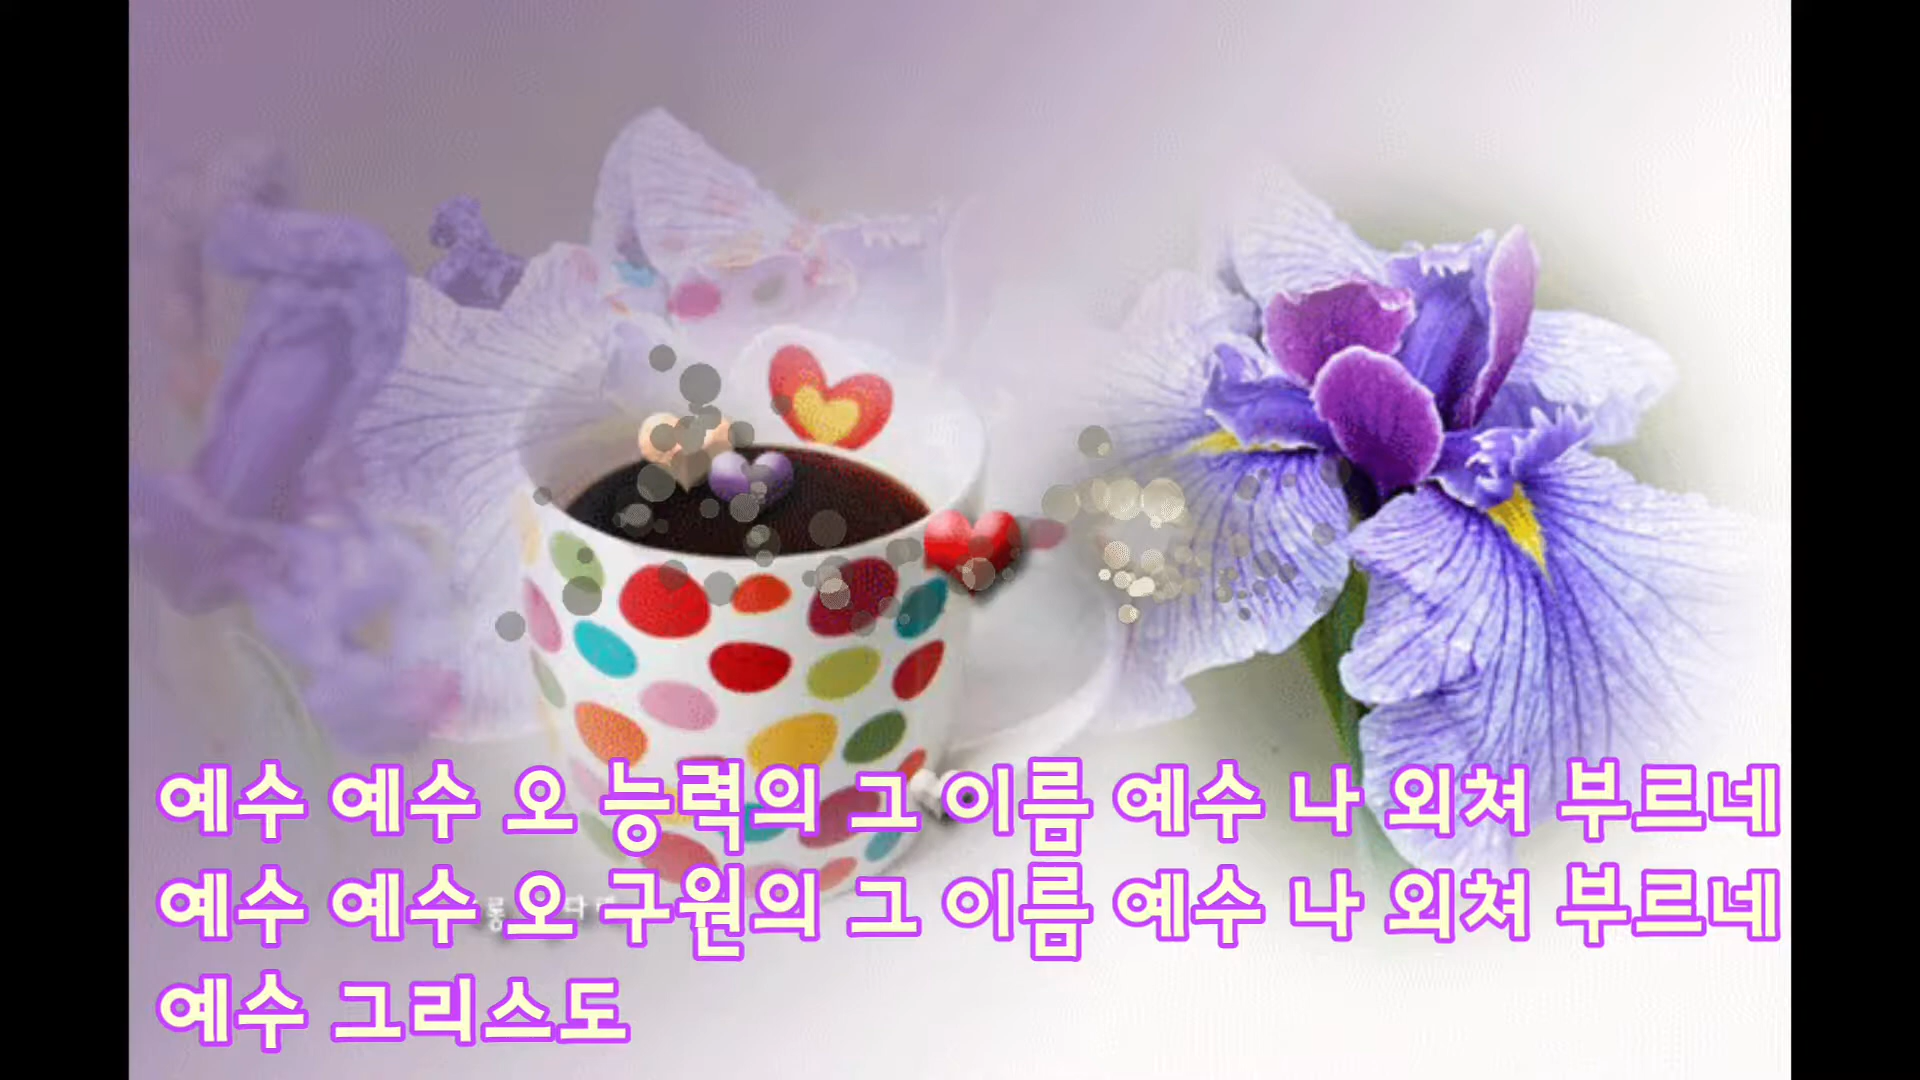 예수 예수 오 능력의 그 이름 예수 나 외쳐 부르네
예수 예수 오 구원의 그 이름 예수 나 외쳐 부르네
예수 그리스도